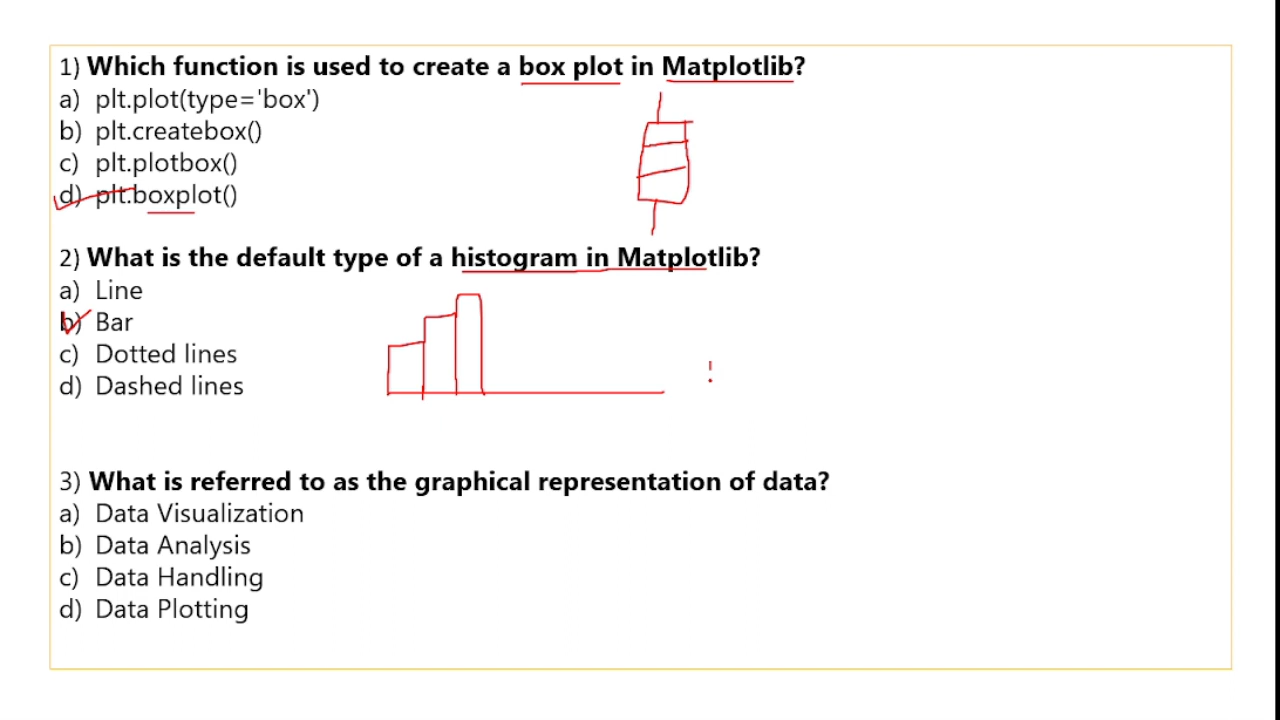 1) Which function is used to create a box plot in Matplotlib?
a) plt.plot(type='box')
b) plt.createbox()
c) plt.plotbox()
d) plt.boxplot()
2) What is the default type of a histogram in Matplotlib?
a) Line
b) Bar
c) Dotted lines
d) Dashed lines
3) What is referred to as the graphical representation of data?
a) Data Visualization
b) Data Analysis
c) Data Handling
d) Data Plotting